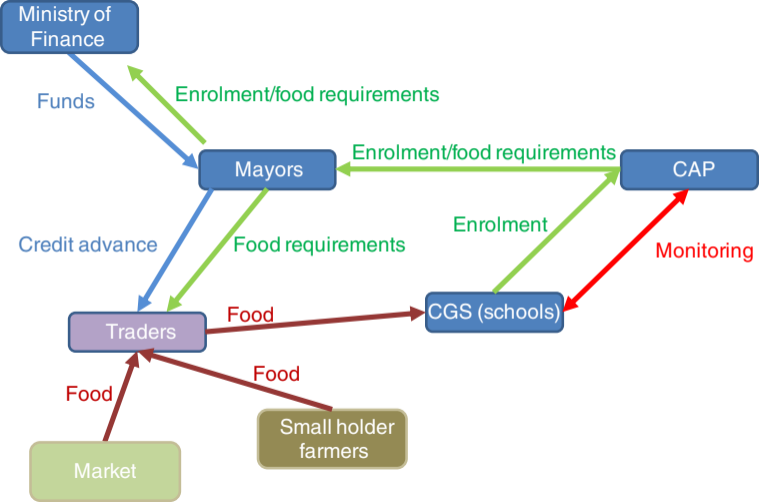 Ministry of
Finance
Funds
Enrolment/food requirements
Enrolment/food requirements
Mayors
CAP
Enrolment
Credit advance
Food requirements
Monitoring
Food
CGS (schools)
Traders
Food
Food
Small holder
farmers
Market